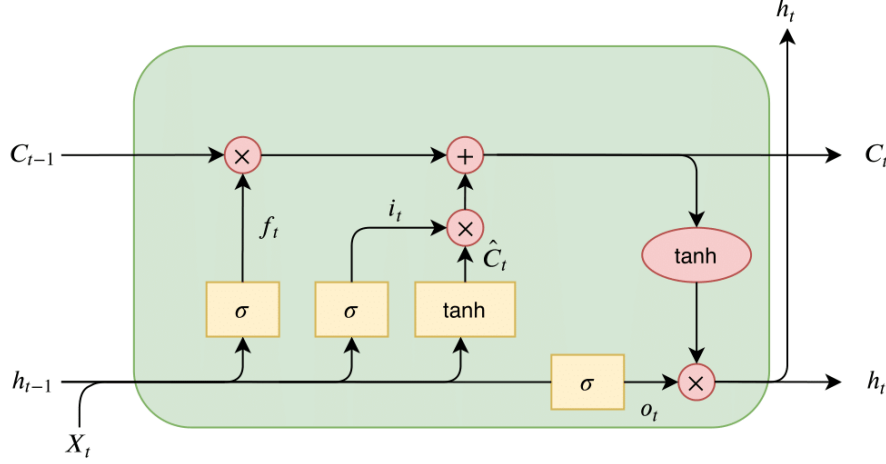 h_t
C_{t-1}
×
+
C_t
f_t
i_t
×
Ĉ_t
tanh
σ
σ
tanh
h_{t-1}
σ
×
h_t
o_t
X_t